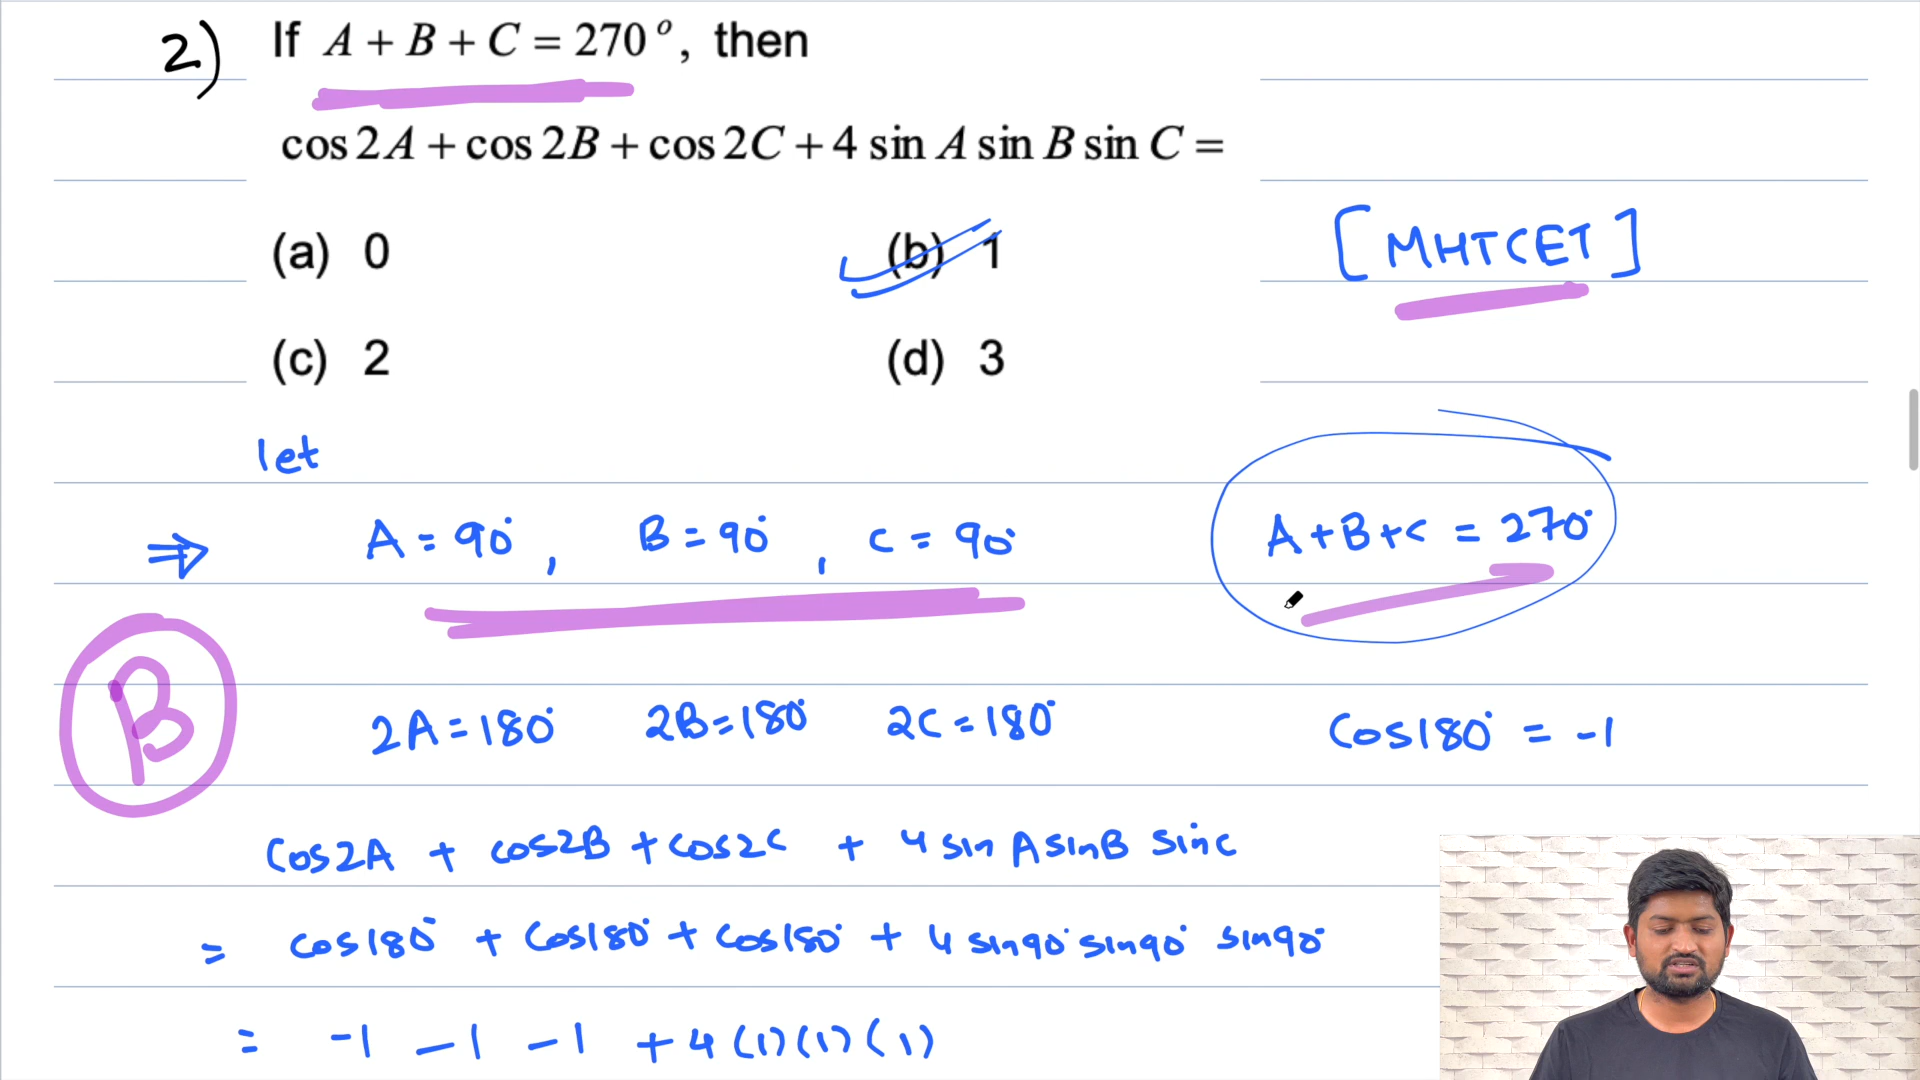 2) If A + B + C = 270°, then
cos 2A + cos 2B + cos 2C + 4 sin A sin B sin C =
(a) 0 (b) 1
[MHTCET]
(c) 2 (d) 3
let
⇒ A = 90°, B = 90°, C = 90° A+B+C = 270°
B
2A = 180° 2B = 180° 2C = 180° Cos180° = -1
Cos2A + cos2B + cos2C + 4 sin A sinB sinC
= cos180° + cos180° + cos180° + 4 sin90° sin90° sin90°
= -1 - 1 - 1 + 4 (1) (1) (1)